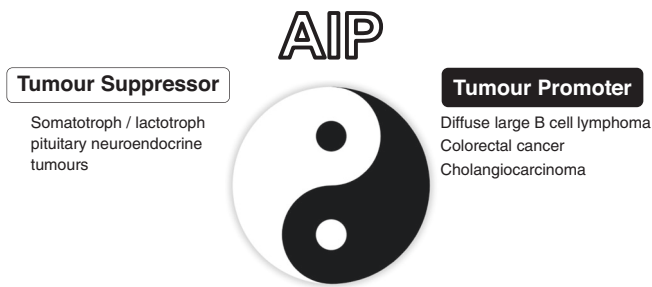 AIP
Tumour Suppressor
Somatotroph / lactotroph
pituitary neuroendocrine
tumours
Tumour Promoter
Diffuse large B cell lymphoma
Colorectal cancer
Cholangiocarcinoma